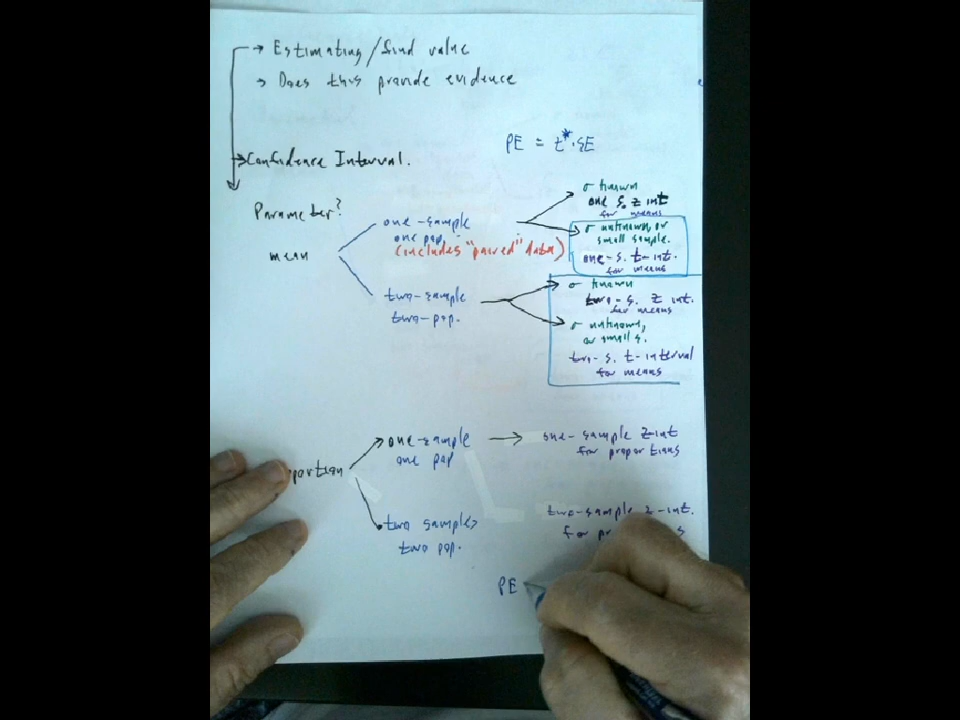 → Estimating/find value
→ Does this provide evidence
PE = t*·SE
→ Confidence Interval.
Parameter?
mean
one-sample
one pop.
(includes "paired" data)
σ known
one s. z int
for means
σ unknown, or
small sample.
one-s. t-int.
for means
two-sample
two-pop.
σ known
two-s. z int.
for means
σ unknown,
or small s.
two-s. t-interval
for means
one-sample
one pop
one-sample z-int
for proportions
portion
two samples
two pop.
two-sample z-int.
for
PE